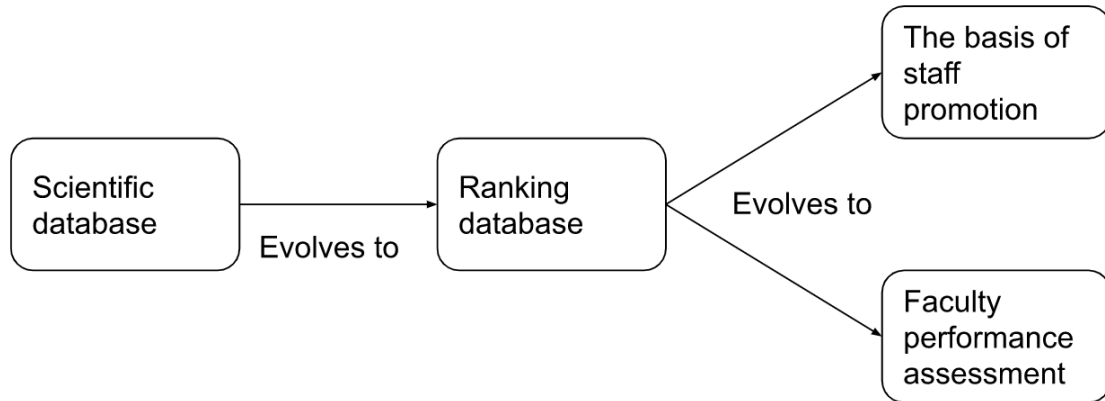 Scientific
database
Evolves to
Ranking
database
Evolves to
The basis of
staff
promotion
Faculty
performance
assessment